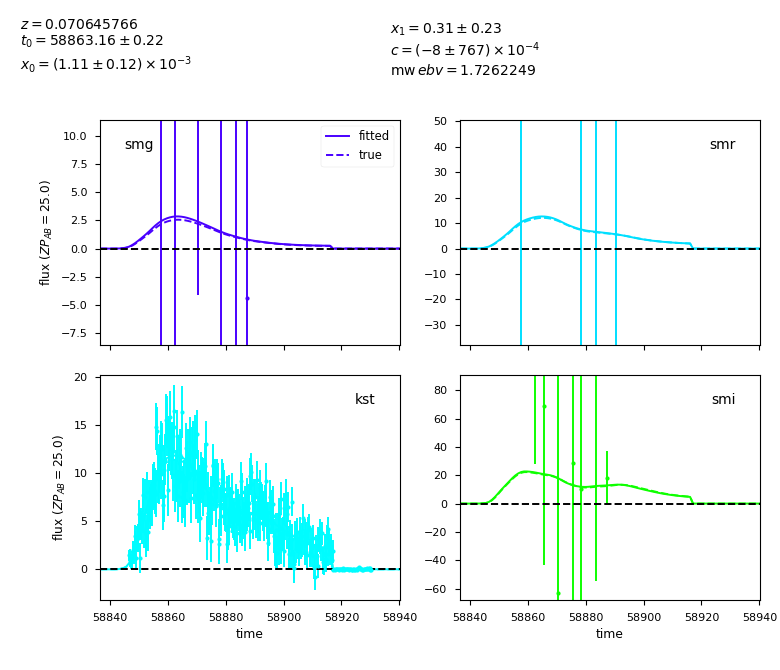 z = 0.070645766
t₀ = 58863.16 ± 0.22
x₀ = (1.11 ± 0.12) × 10⁻³
x₁ = 0.31 ± 0.23
c = (−8 ± 767) × 10⁻⁴
mw ebv = 1.7262249
smg
fitted
true
flux (ZP_AB = 25.0)
10.0
7.5
5.0
2.5
0.0
−2.5
−5.0
−7.5
smr
50
40
30
20
10
0
−10
−20
−30
kst
flux (ZP_AB = 25.0)
20
15
10
5
0
58840 58860 58880 58900 58920 58940
time
smi
80
60
40
20
0
−20
−40
−60
58840 58860 58880 58900 58920 58940
time